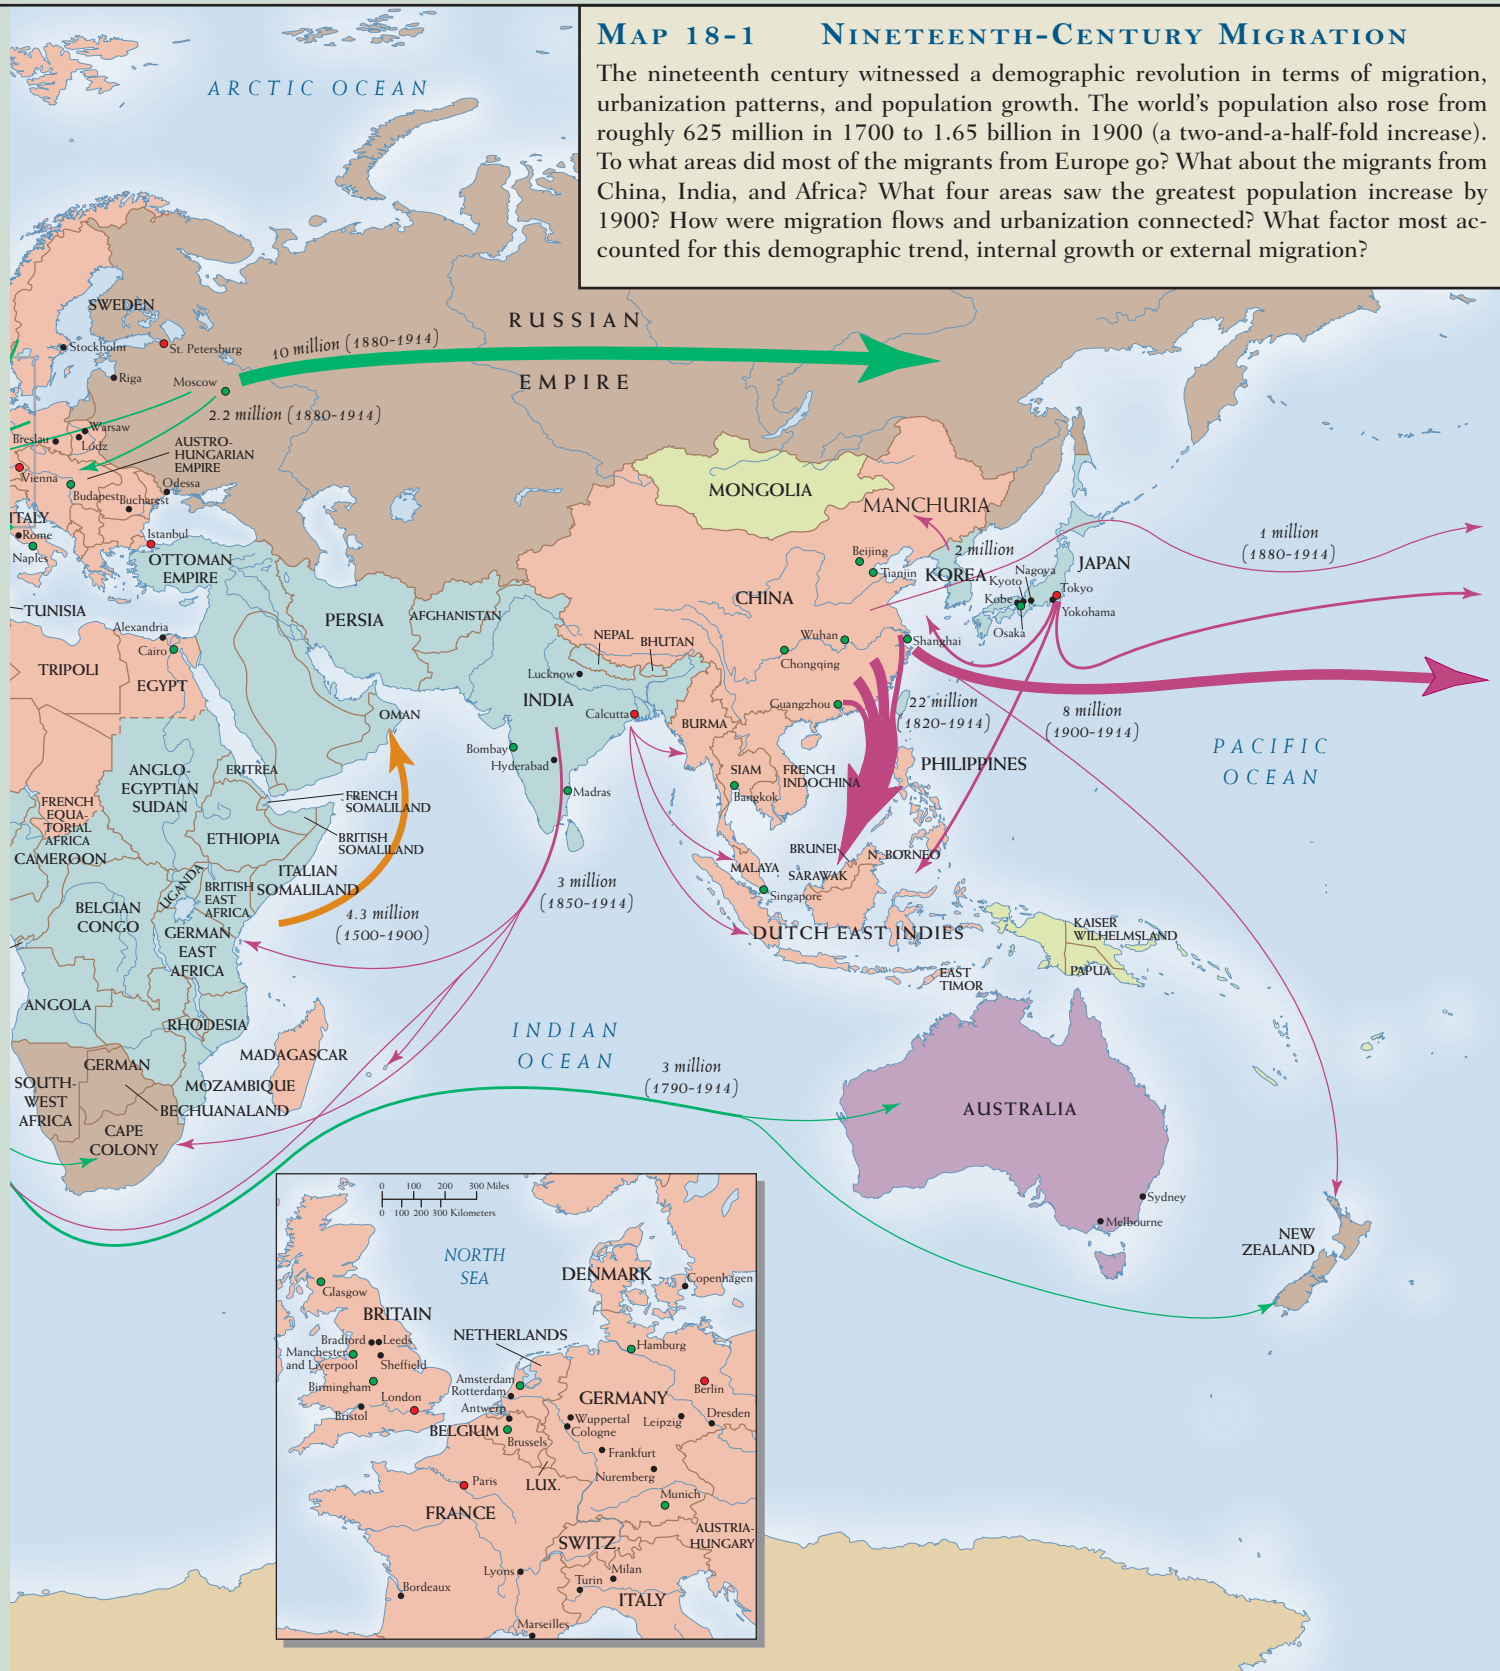 MAP 18-1 NINETEENTH-CENTURY MIGRATION
The nineteenth century witnessed a demographic revolution in terms of migration,
urbanization patterns, and population growth. The world's population also rose from
roughly 625 million in 1700 to 1.65 billion in 1900 (a two-and-a-half-fold increase).
To what areas did most of the migrants from Europe go? What about the migrants from
China, India, and Africa? What four areas saw the greatest population increase by
1900? How were migration flows and urbanization connected? What factor most ac-
counted for this demographic trend, internal growth or external migration?
ARCTIC OCEAN
SWEDEN
Stockholm
St. Petersburg
Riga
Moscow
10 million (1880-1914)
RUSSIAN
EMPIRE
2.2 million (1880-1914)
Warsaw
Breslau
Lódz
AUSTRO-
HUNGARIAN
EMPIRE
Vienna
Budapest
Bucharest
Odessa
ITALY
Rome
Naples
Istanbul
OTTOMAN
EMPIRE
TUNISIA
Alexandria
Cairo
TRIPOLI
EGYPT
PERSIA
AFGHANISTAN
MONGOLIA
MANCHURIA
Beijing
Tianjin
2 million
KOREA
JAPAN
Nagoya
Kyoto
Kobe
Tokyo
Yokohama
Osaka
1 million
(1880-1914)
CHINA
NEPAL
BHUTAN
Wuhan
Shanghai
Chongqing
Lucknow
INDIA
Calcutta
Guangzhou
22 million
(1820-1914)
8 million
(1900-1914)
PACIFIC
OCEAN
OMAN
BURMA
Bombay
Hyderabad
Madras
SIAM
Bangkok
FRENCH
INDOCHINA
PHILIPPINES
ANGLO-
EGYPTIAN
SUDAN
ERITREA
FRENCH
SOMALILAND
FRENCH
EQUA-
TORIAL
AFRICA
ETHIOPIA
BRITISH
SOMALILAND
CAMEROON
ITALIAN
SOMALILAND
UGANDA
BRITISH
EAST
AFRICA
BELGIAN
CONGO
GERMAN
EAST
AFRICA
4.3 million
(1500-1900)
3 million
(1850-1914)
BRUNEI
N. BORNEO
MALAYA
SARAWAK
Singapore
DUTCH EAST INDIES
KAISER
WILHELMSLAND
PAPUA
EAST
TIMOR
ANGOLA
RHODESIA
INDIAN
OCEAN
MADAGASCAR
GERMAN
SOUTH-
WEST
AFRICA
MOZAMBIQUE
BECHUANALAND
CAPE
COLONY
3 million
(1790-1914)
AUSTRALIA
Sydney
Melbourne
NEW
ZEALAND
0 100 200 300 Miles
0 100 200 300 Kilometers
NORTH
SEA
DENMARK
Copenhagen
Glasgow
BRITAIN
Bradford
Leeds
Manchester
and Liverpool
Sheffield
Birmingham
London
Bristol
NETHERLANDS
Hamburg
Amsterdam
Rotterdam
Berlin
GERMANY
Antwerp
Wuppertal
Cologne
Leipzig
Dresden
BELGIUM
Brussels
Frankfurt
Nuremberg
LUX.
Paris
Munich
FRANCE
AUSTRIA-
HUNGARY
SWITZ.
Lyons
Milan
Turin
Bordeaux
ITALY
Marseilles